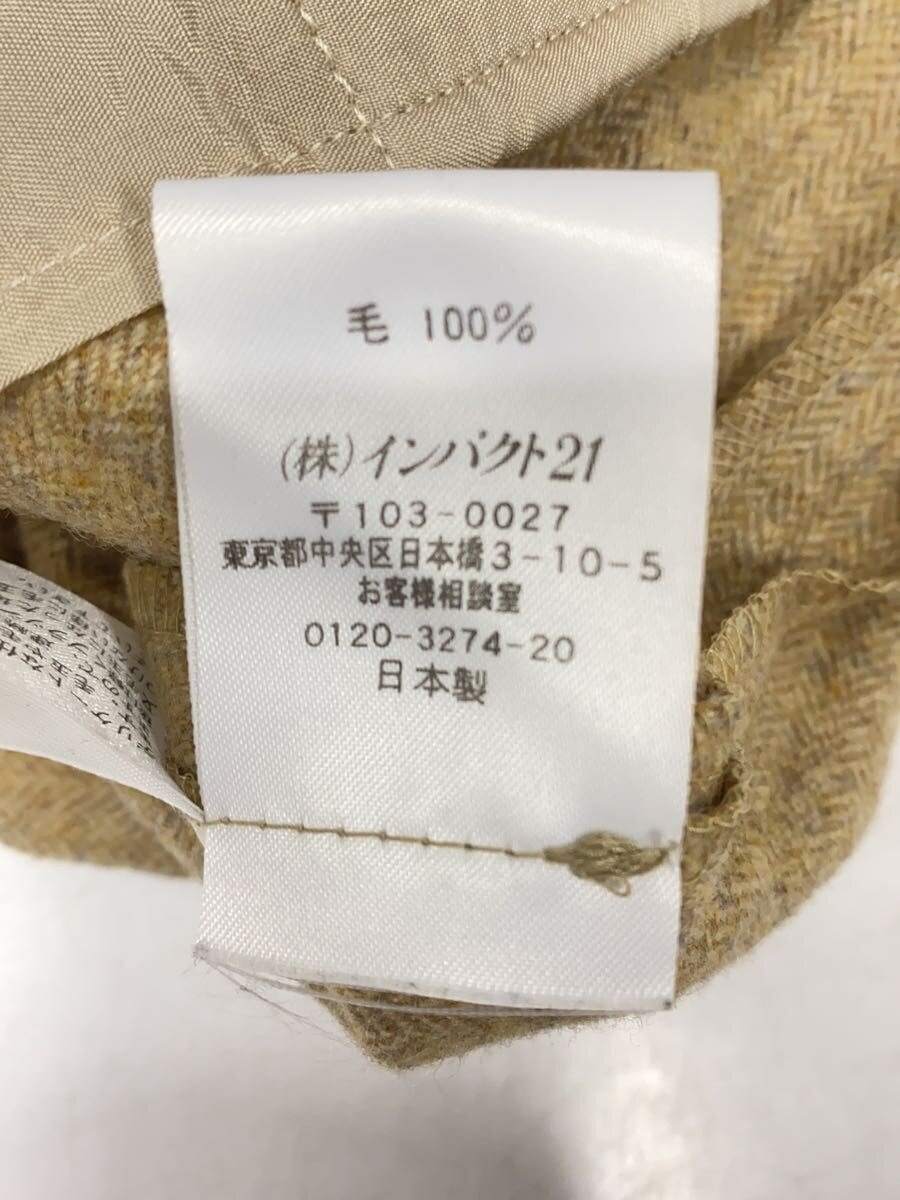 毛 100%
(株)インパクト21
〒103-0027
東京都中央区日本橋3-10-5
お客様相談室
0120-3274-20
日本製